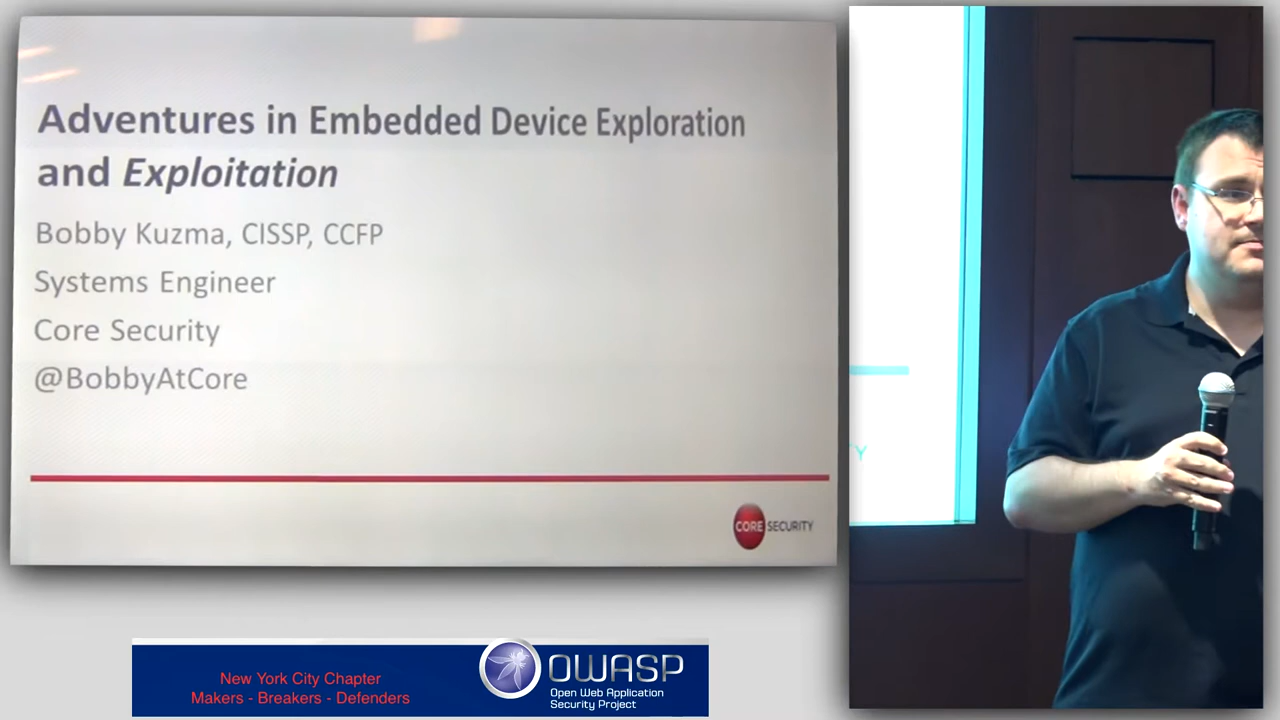 Adventures in Embedded Device Exploration
and Exploitation
Bobby Kuzma, CISSP, CCFP
Systems Engineer
Core Security
@BobbyAtCore
CORE SECURITY
New York City Chapter
Makers - Breakers - Defenders
OWASP
Open Web Application
Security Project